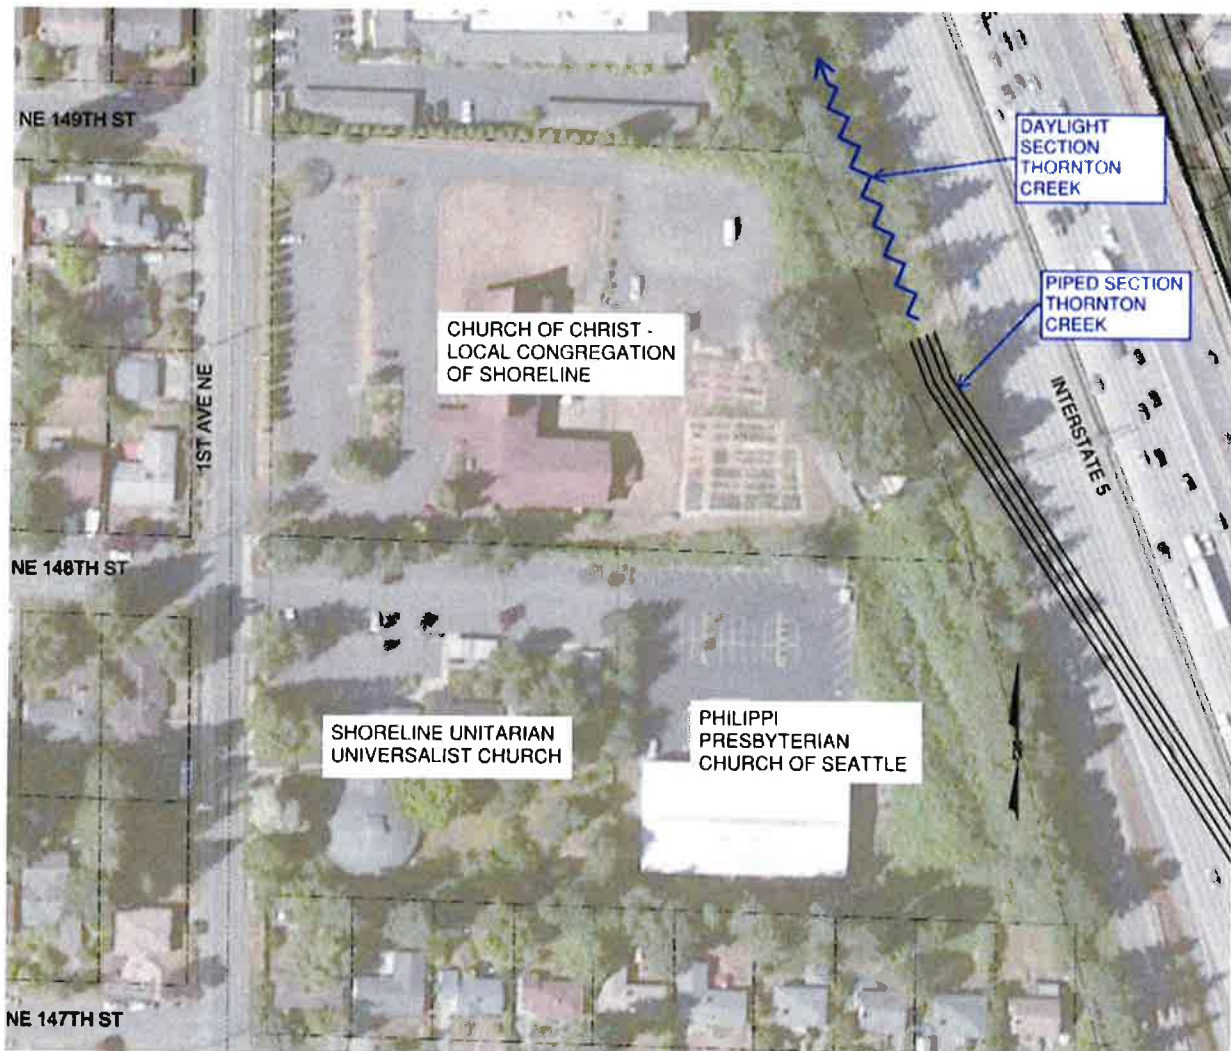 NE 149TH ST
DAYLIGHT
SECTION
THORNTON
CREEK
PIPED SECTION
THORNTON
CREEK
CHURCH OF CHRIST -
LOCAL CONGREGATION
OF SHORELINE
1ST AVE NE
INTERSTATE 5
NE 148TH ST
SHORELINE UNITARIAN
UNIVERSALIST CHURCH
PHILIPPI
PRESBYTERIAN
CHURCH OF SEATTLE
N
NE 147TH ST